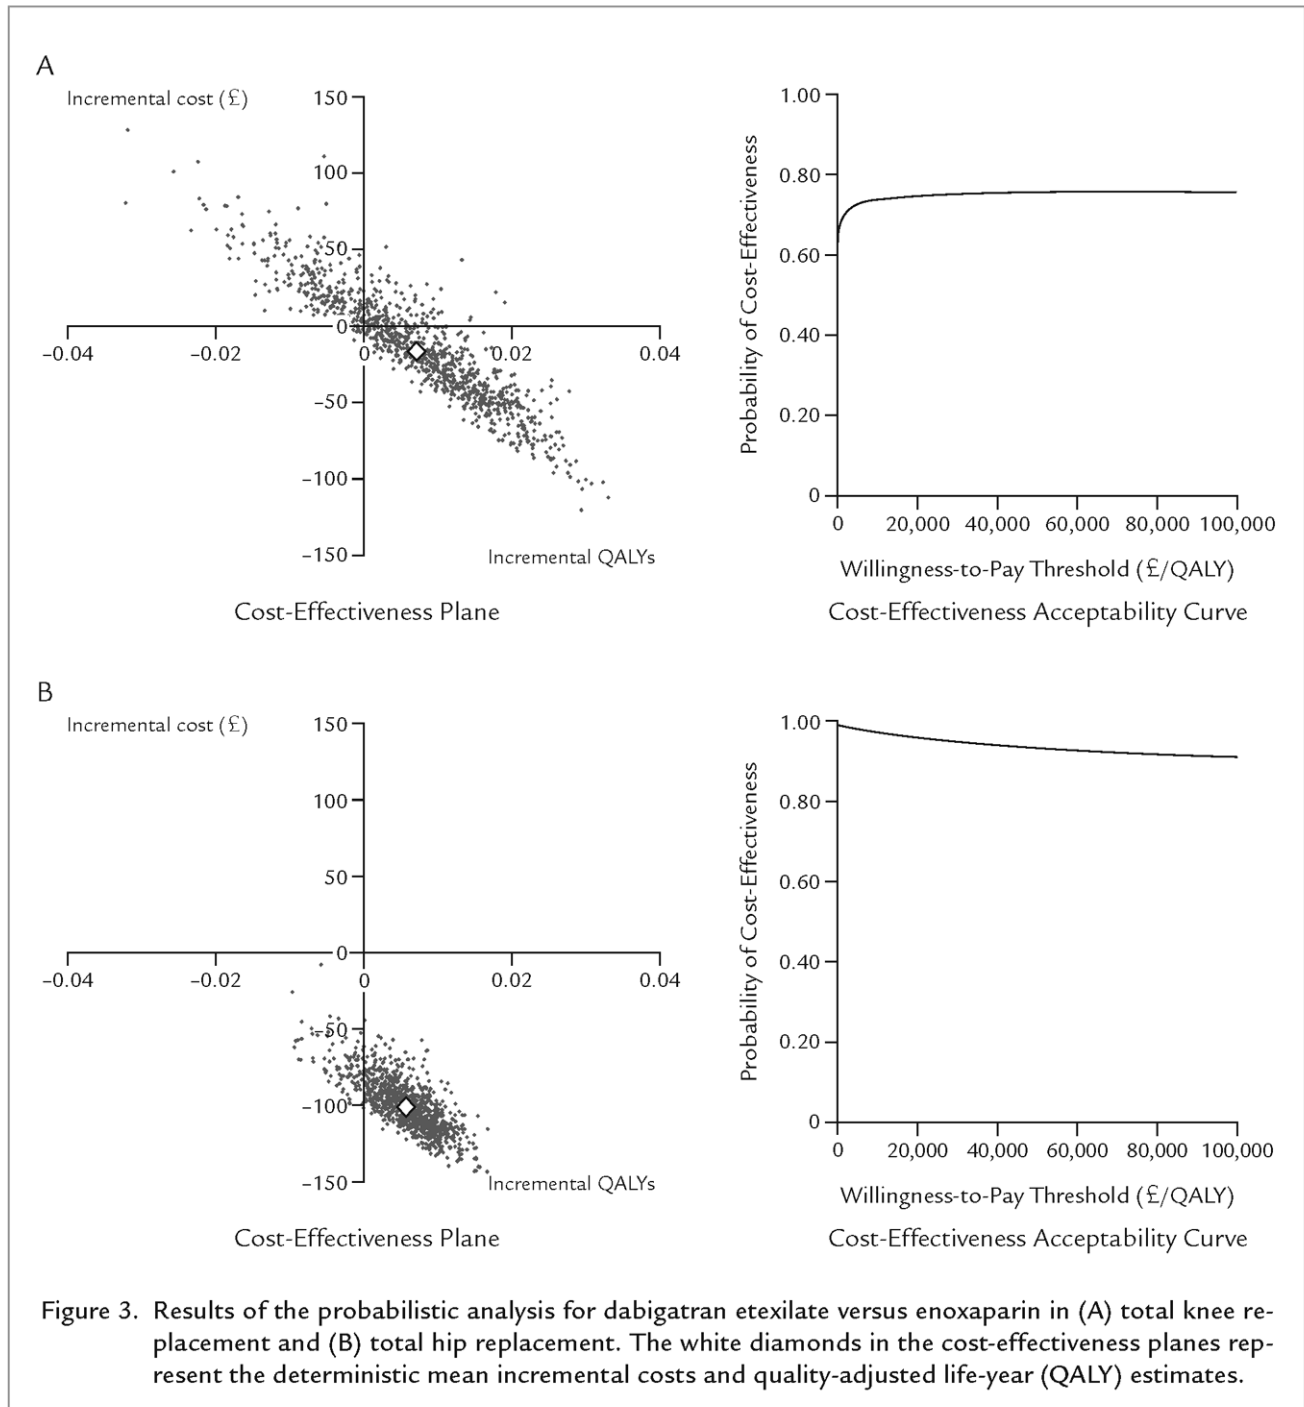 A
Incremental cost (£)
150
100
50
0
-50
-100
-150
-0.04
-0.02
0
0.02
0.04
Incremental QALYs
Cost-Effectiveness Plane
Probability of Cost-Effectiveness
1.00
0.80
0.60
0.40
0.20
0
0
20,000
40,000
60,000
80,000
100,000
Willingness-to-Pay Threshold (£/QALY)
Cost-Effectiveness Acceptability Curve
B
Incremental cost (£)
150
100
50
0
-50
-100
-150
-0.04
-0.02
0
0.02
0.04
Incremental QALYs
Cost-Effectiveness Plane
Probability of Cost-Effectiveness
1.00
0.80
0.60
0.40
0.20
0
0
20,000
40,000
60,000
80,000
100,000
Willingness-to-Pay Threshold (£/QALY)
Cost-Effectiveness Acceptability Curve
Figure 3. Results of the probabilistic analysis for dabigatran etexilate versus enoxaparin in (A) total knee re-
placement and (B) total hip replacement. The white diamonds in the cost-effectiveness planes rep-
resent the deterministic mean incremental costs and quality-adjusted life-year (QALY) estimates.